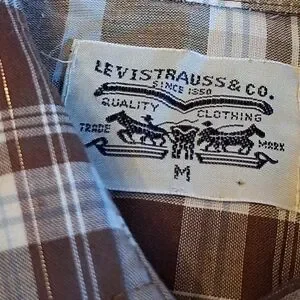 LEVI STRAUSS & CO.
SINCE 1850
QUALITY CLOTHING
TRADE MARK
M